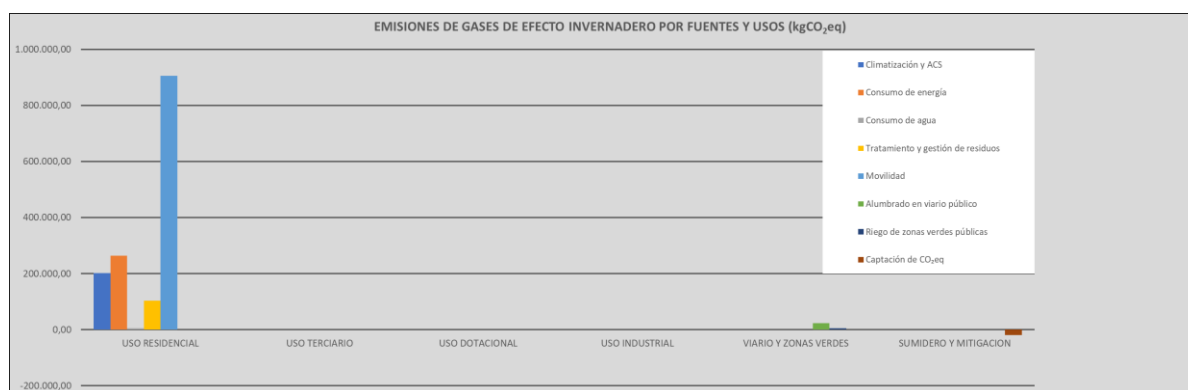 EMISIONES DE GASES DE EFECTO INVERNADERO POR FUENTES Y USOS (kgCO₂eq)
1.000.000,00
800.000,00
600.000,00
400.000,00
200.000,00
0,00
-200.000,00
Climatización y ACS
Consumo de energía
Consumo de agua
Tratamiento y gestión de residuos
Movilidad
Alumbrado en viario público
Riego de zonas verdes públicas
Captación de CO₂eq
USO RESIDENCIAL
USO TERCIARIO
USO DOTACIONAL
USO INDUSTRIAL
VIARIO Y ZONAS VERDES
SUMIDERO Y MITIGACION